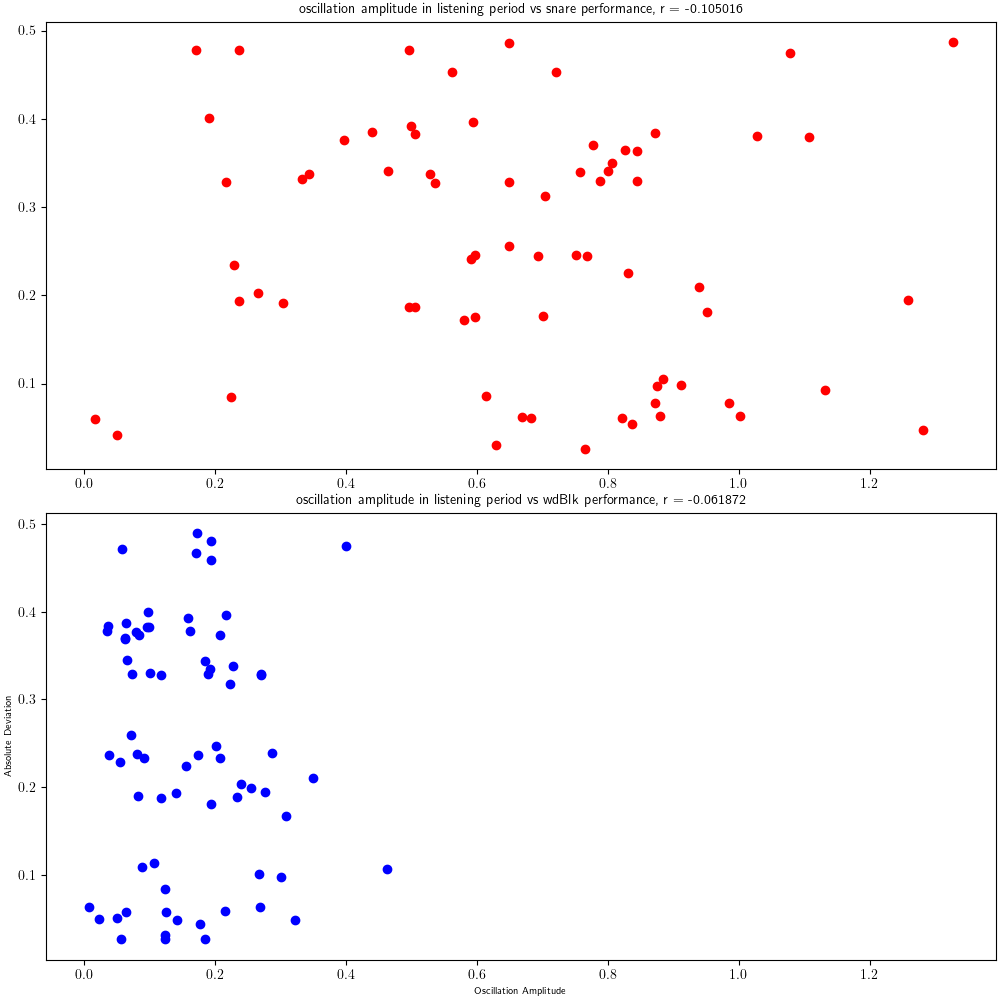 oscillation amplitude in listening period vs snare performance, r = -0.105016
0.5
0.4
0.3
0.2
0.1
0.0 0.2 0.4 0.6 0.8 1.0 1.2
oscillation amplitude in listening period vs wdBlk performance, r = -0.061872
0.5
0.4
0.3
0.2
0.1
Absolute Deviation
0.0 0.2 0.4 0.6 0.8 1.0 1.2
Oscillation Amplitude